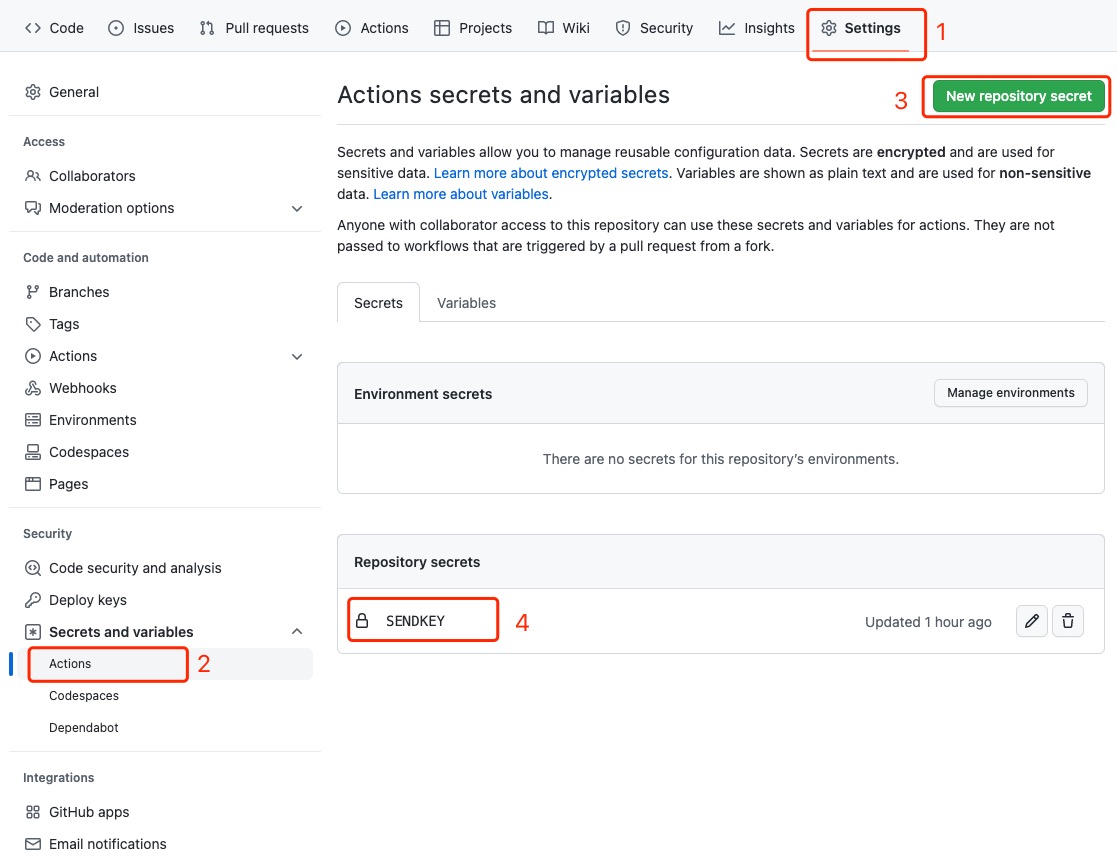 Code Issues Pull requests Actions Projects Wiki Security Insights Settings 1
General
Access
Collaborators
Moderation options
Code and automation
Branches
Tags
Actions
Webhooks
Environments
Codespaces
Pages
Security
Code security and analysis
Deploy keys
Secrets and variables
Actions 2
Codespaces
Dependabot
Integrations
GitHub apps
Email notifications
Actions secrets and variables
3 New repository secret
Secrets and variables allow you to manage reusable configuration data. Secrets are encrypted and are used for
sensitive data. Learn more about encrypted secrets. Variables are shown as plain text and are used for non-sensitive
data. Learn more about variables.
Anyone with collaborator access to this repository can use these secrets and variables for actions. They are not
passed to workflows that are triggered by a pull request from a fork.
Secrets Variables
Environment secrets Manage environments
There are no secrets for this repository’s environments.
Repository secrets
SENDKEY 4 Updated 1 hour ago